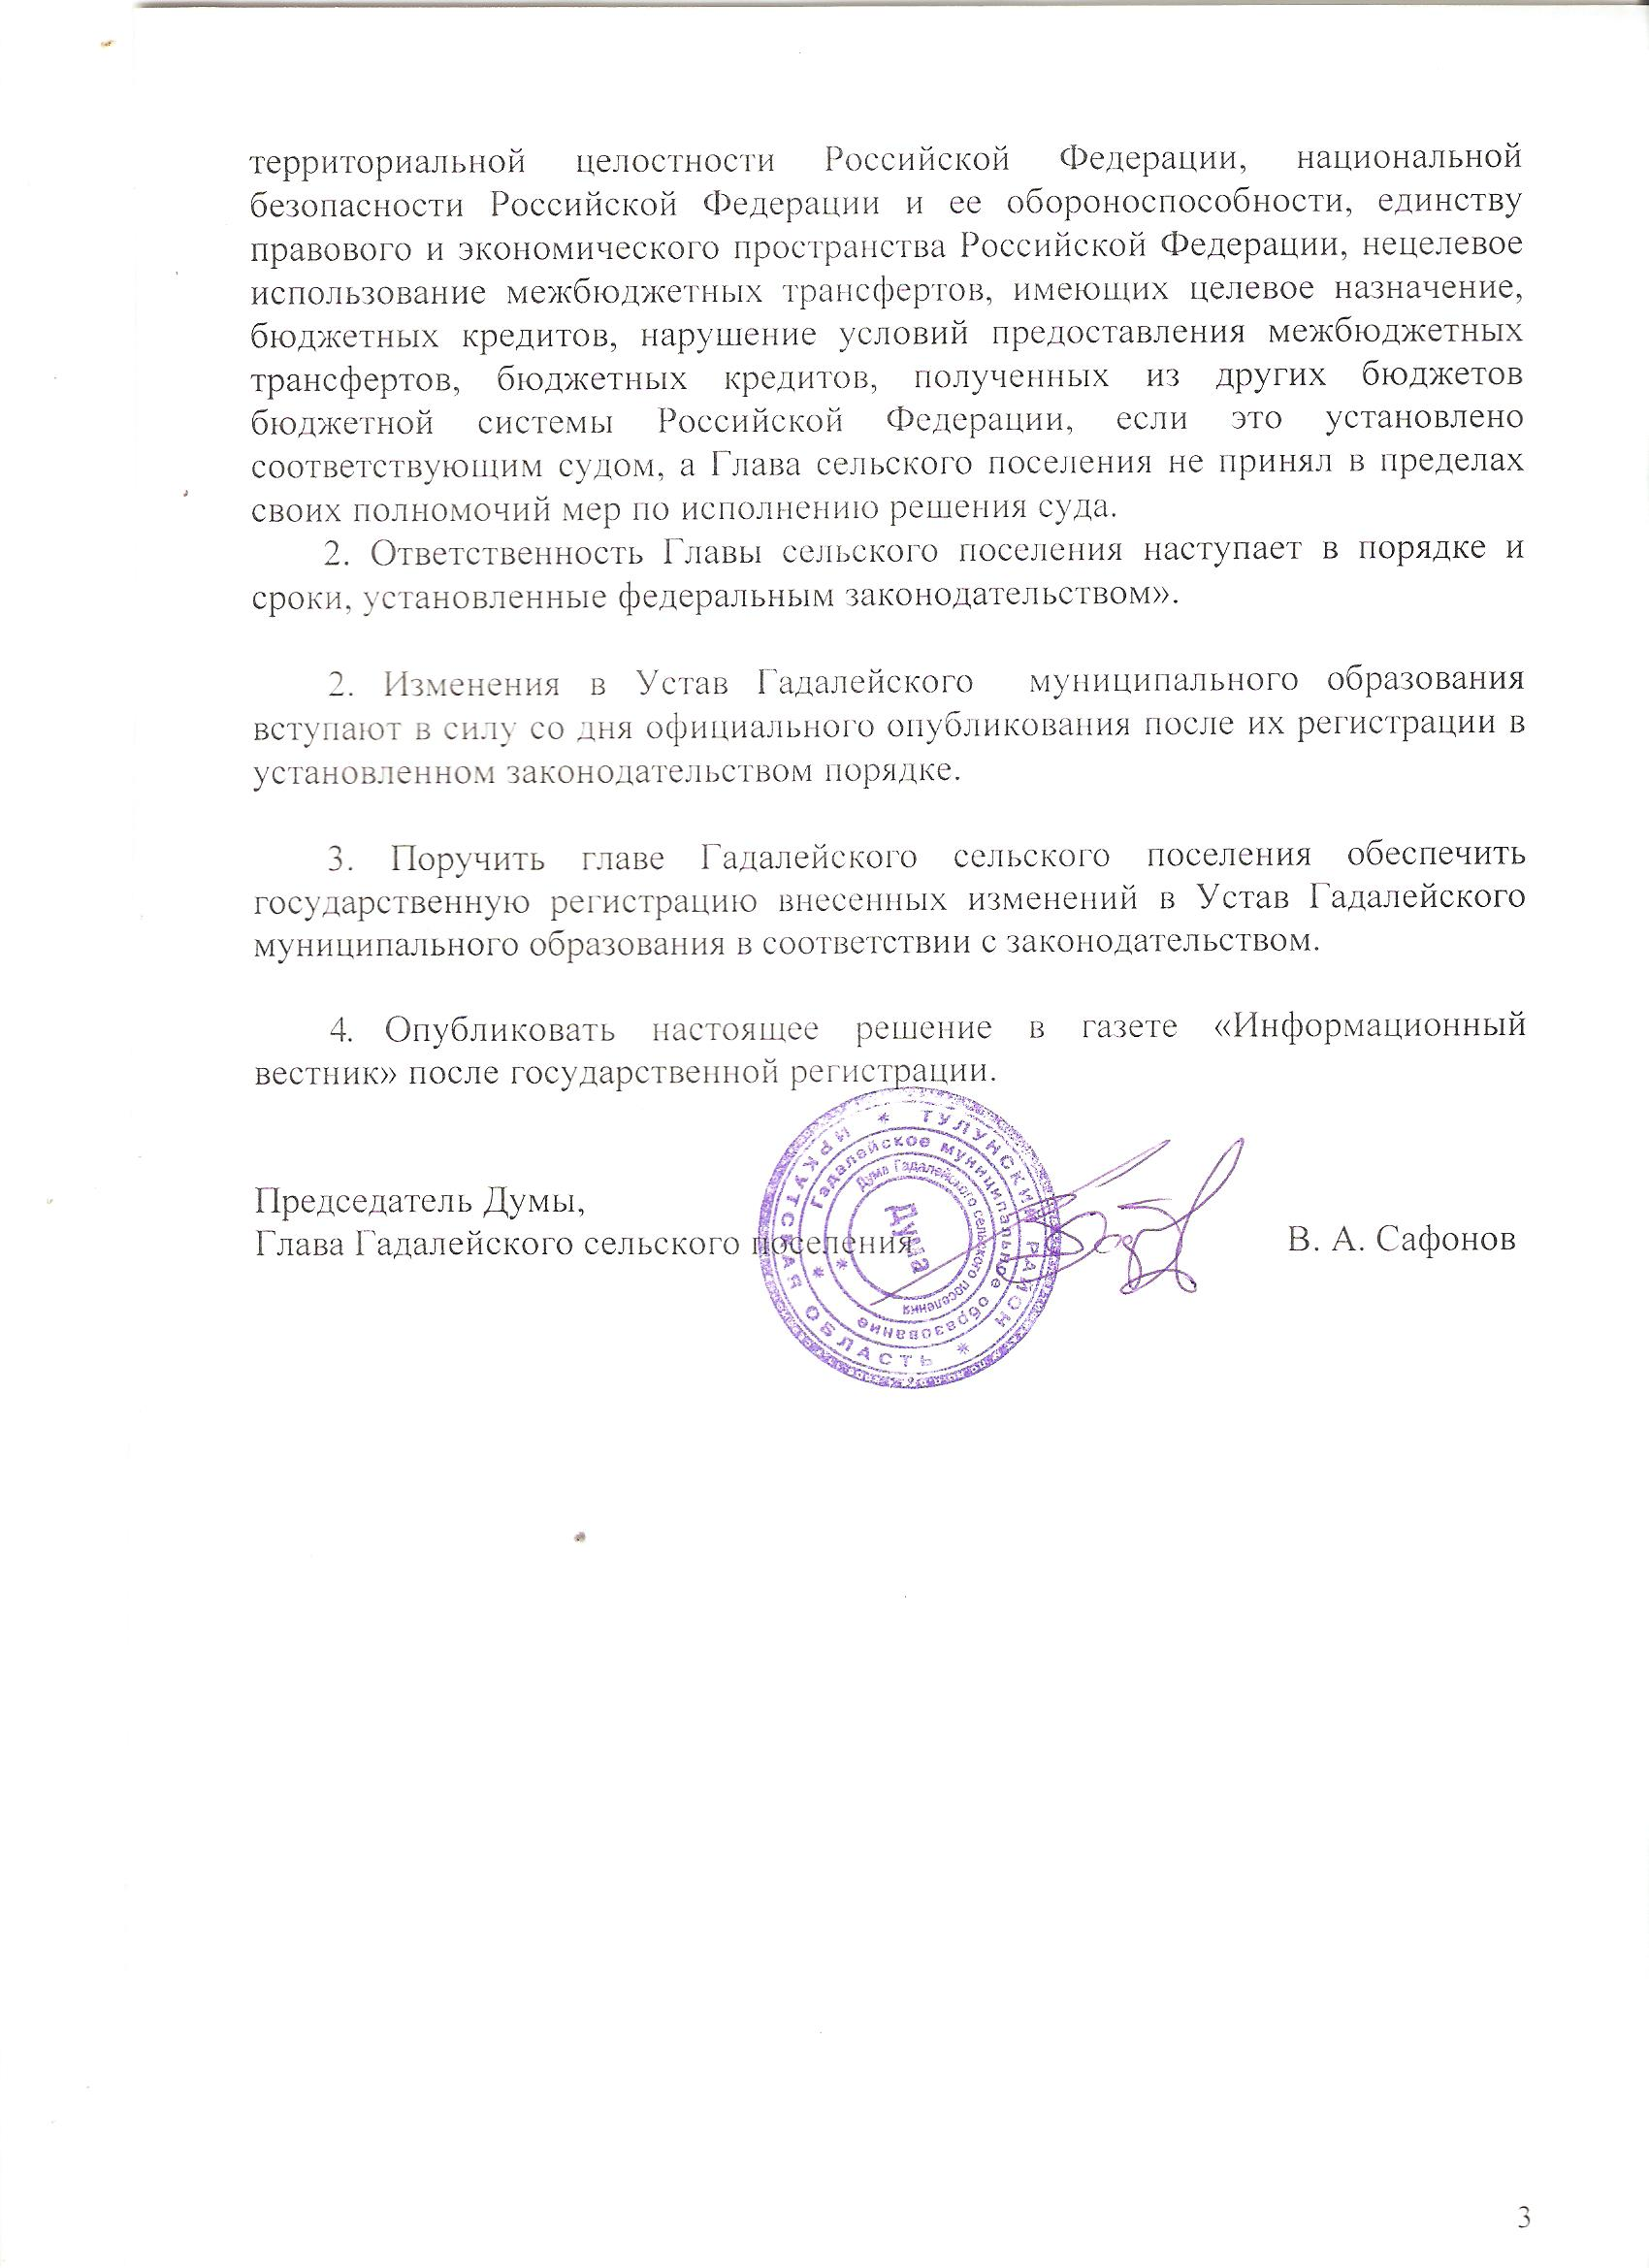 территориальной целостности Российской Федерации, национальной
безопасности Российской Федерации и ее обороноспособности, единству
правового и экономического пространства Российской Федерации, нецелевое
использование межбюджетных трансфертов, имеющих целевое назначение,
бюджетных кредитов, нарушение условий предоставления межбюджетных
трансфертов, бюджетных кредитов, полученных из других бюджетов
бюджетной системы Российской Федерации, если это установлено
соответствующим судом, а Глава сельского поселения не принял в пределах
своих полномочий мер по исполнению решения суда.
2. Ответственность Главы сельского поселения наступает в порядке и
сроки, установленные федеральным законодательством».
2. Изменения в Устав Гадалейского муниципального образования
вступают в силу со дня официального опубликования после их регистрации в
установленном законодательством порядке.
3. Поручить главе Гадалейского сельского поселения обеспечить
государственную регистрацию внесенных изменений в Устав Гадалейского
муниципального образования в соответствии с законодательством.
4. Опубликовать настоящее решение в газете «Информационный
вестник» после государственной регистрации.
Председатель Думы,
Глава Гадалейского сельского поселения В. А. Сафонов
ИРКУТСКАЯ ОБЛАСТЬ * ТУЛУНСКИЙ РАЙОН *
Гадалейское муниципальное образование *
Дума Гадалейского сельского поселения *
Дума
3